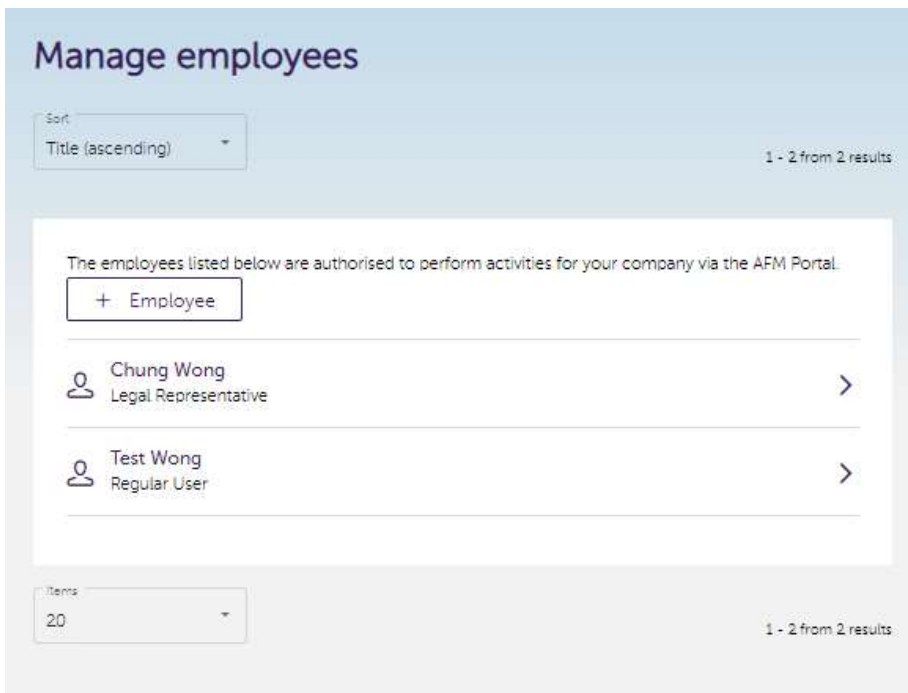 Manage employees
Sort
Title (ascending)
1 - 2 from 2 results
The employees listed below are authorised to perform activities for your company via the AFM Portal.
+ Employee
Chung Wong
Legal Representative
Test Wong
Regular User
Items
20
1 - 2 from 2 results